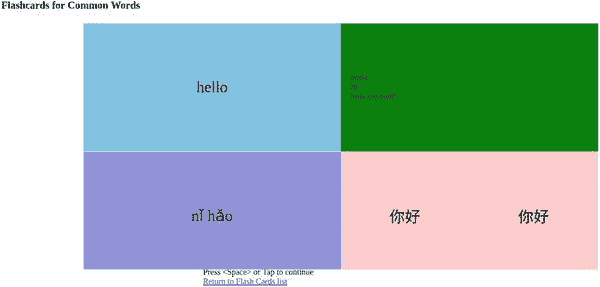 Flashcards for Common Words
hello
nǐ hǎo
你好 你好
Press <Space> or Tap to continue
Return to Flash Cards list